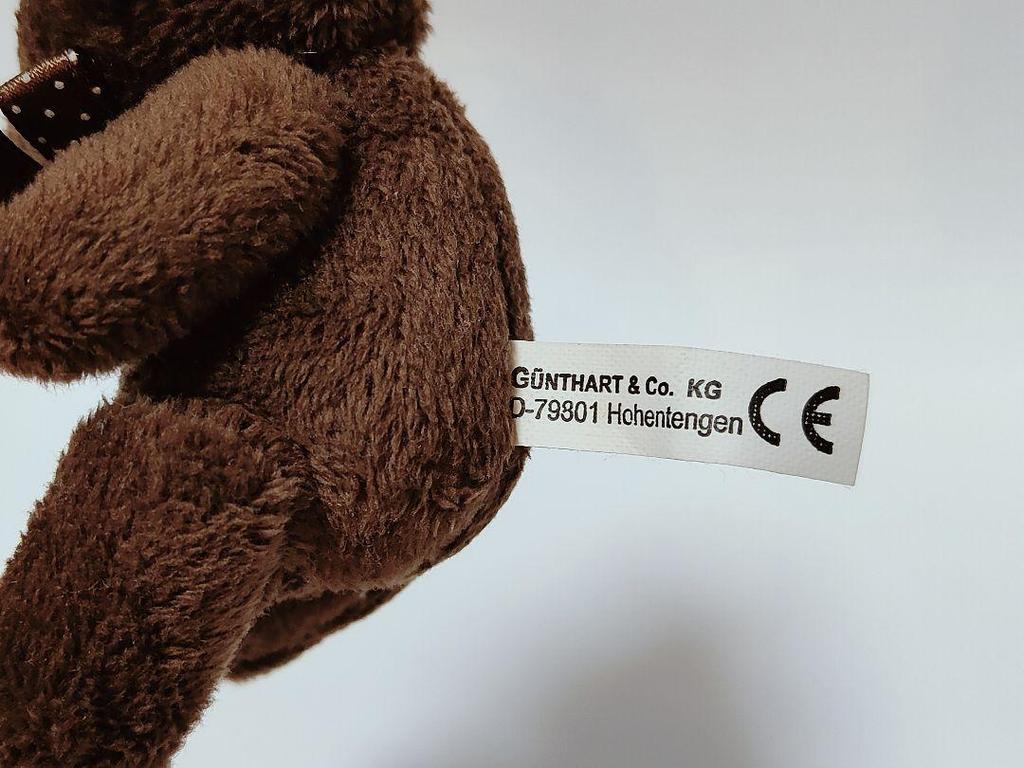 GÜNTHART & Co. KG
D-79801 Hohentengen
CE